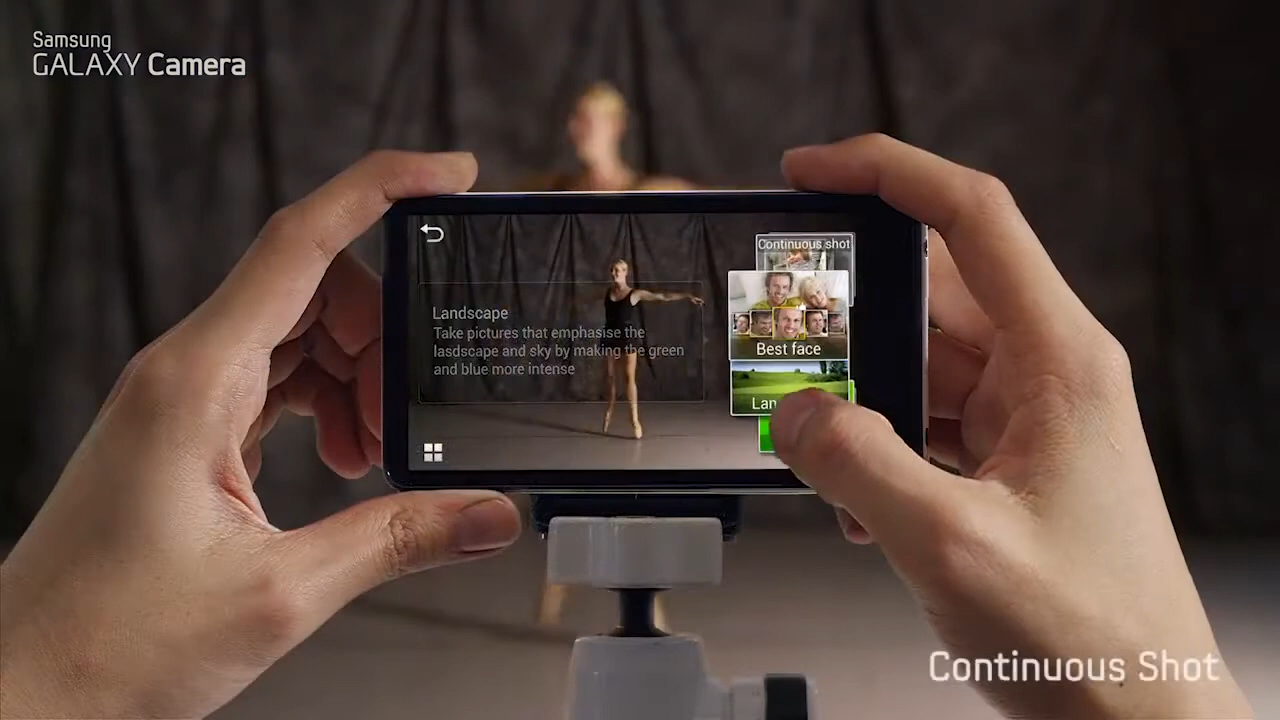 Samsung
GALAXY Camera
Continuous shot
Landscape
Take pictures that emphasise the
lasdscape and sky by making the green
and blue more intense
Best face
Lan
Continuous Shot